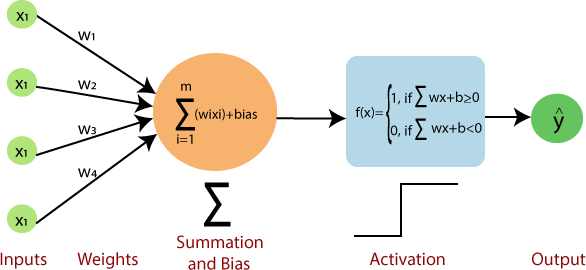 x1
x1
x1
x1
w1
w2
w3
w4
m
∑(wixi)+bias
i=1
f(x)={
1, if ∑ wx+b≥0
0, if ∑ wx+b<0
ŷ
∑
Inputs
Weights
Summation
and Bias
Activation
Output